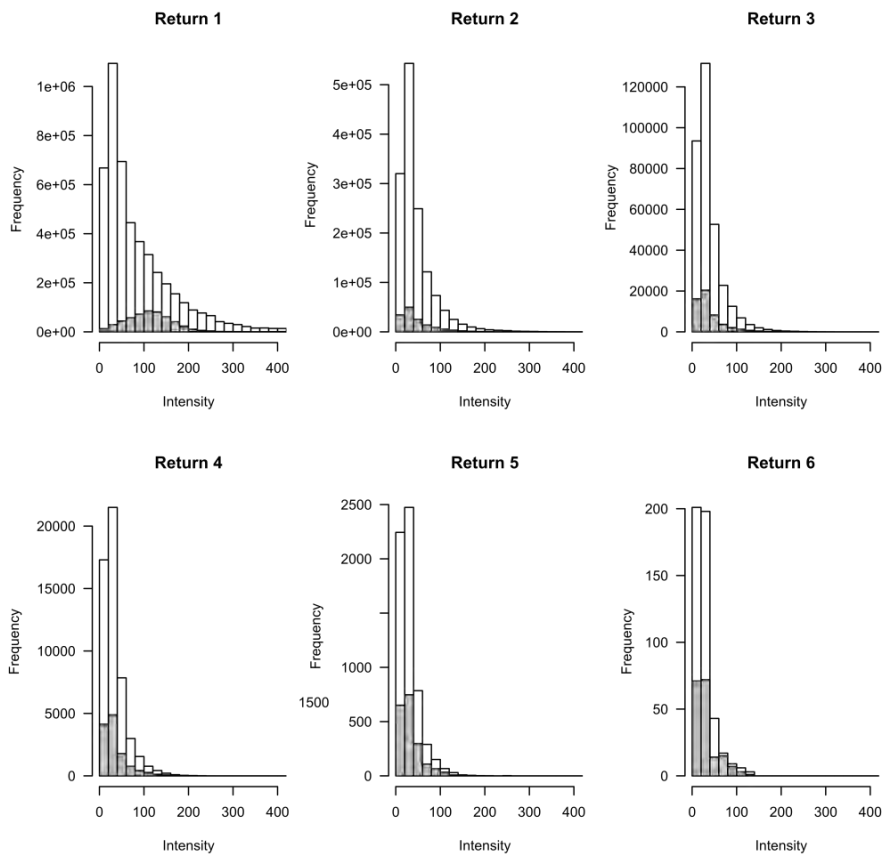 Return 1
Return 2
Return 3
Frequency
0e+00
2e+05
4e+05
6e+05
8e+05
1e+06
0 100 200 300 400
Intensity
Frequency
0e+00
1e+05
2e+05
3e+05
4e+05
5e+05
0 100 200 300 400
Intensity
Frequency
0
20000
40000
60000
80000
100000
120000
0 100 200 300 400
Intensity
Return 4
Return 5
Return 6
Frequency
0
5000
10000
15000
20000
0 100 200 300 400
Intensity
Frequency
0
500
1000
1500
2000
2500
0 100 200 300 400
Intensity
Frequency
0
50
100
150
200
0 100 200 300 400
Intensity